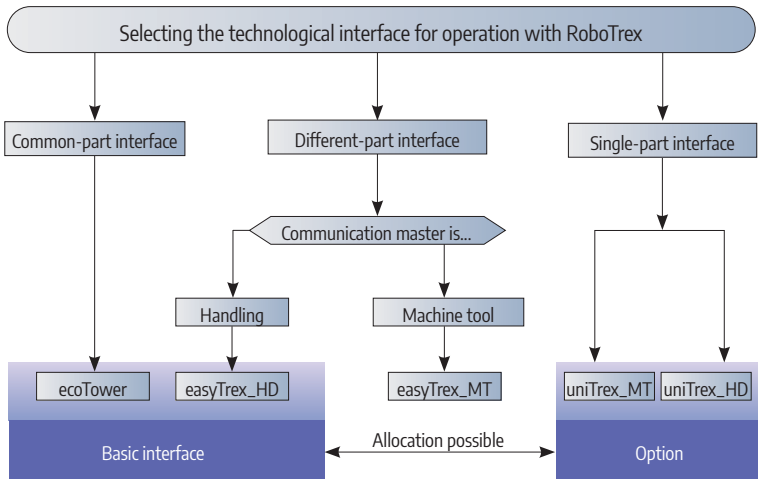 Selecting the technological interface for operation with RoboTrex
Common-part interface
Different-part interface
Single-part interface
Communication master is...
Handling
Machine tool
ecoTower
easyTrex_HD
easyTrex_MT
uniTrex_MT
uniTrex_HD
Basic interface
Allocation possible
Option